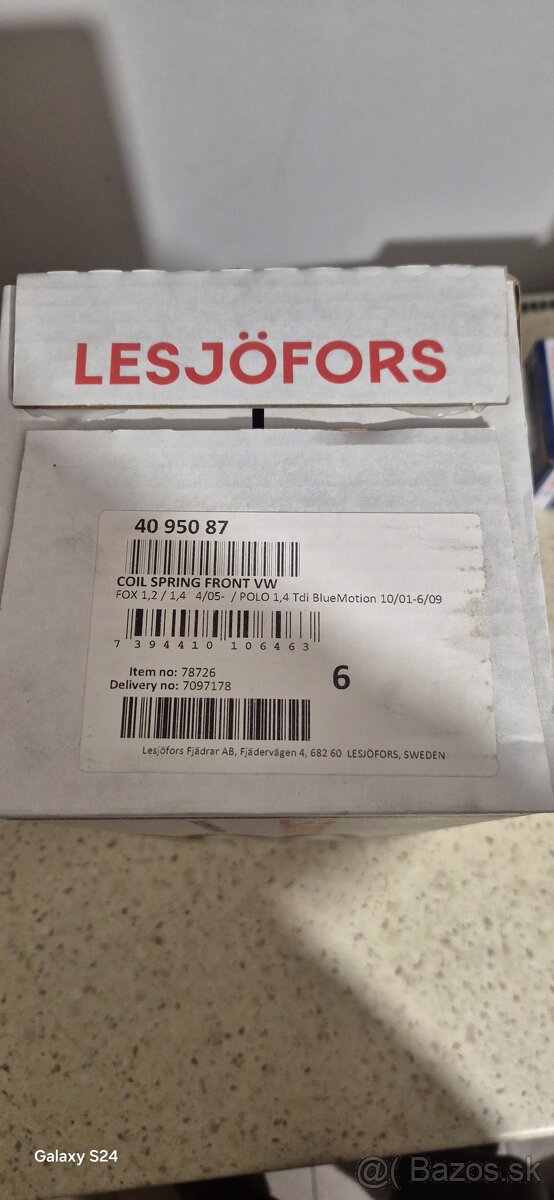 LESJÖFORS
40 950 87
COIL SPRING FRONT VW
FOX 1,2 / 1,4 4/05- / POLO 1,4 Tdi BlueMotion 10/01-6/09
7 394410 106463
Item no: 78726
Delivery no: 7097178
6
Lesjöfors Fjädrar AB, Fjädervägen 4, 682 60 LESJÖFORS, SWEDEN
Galaxy S24
@( Bazos.sk